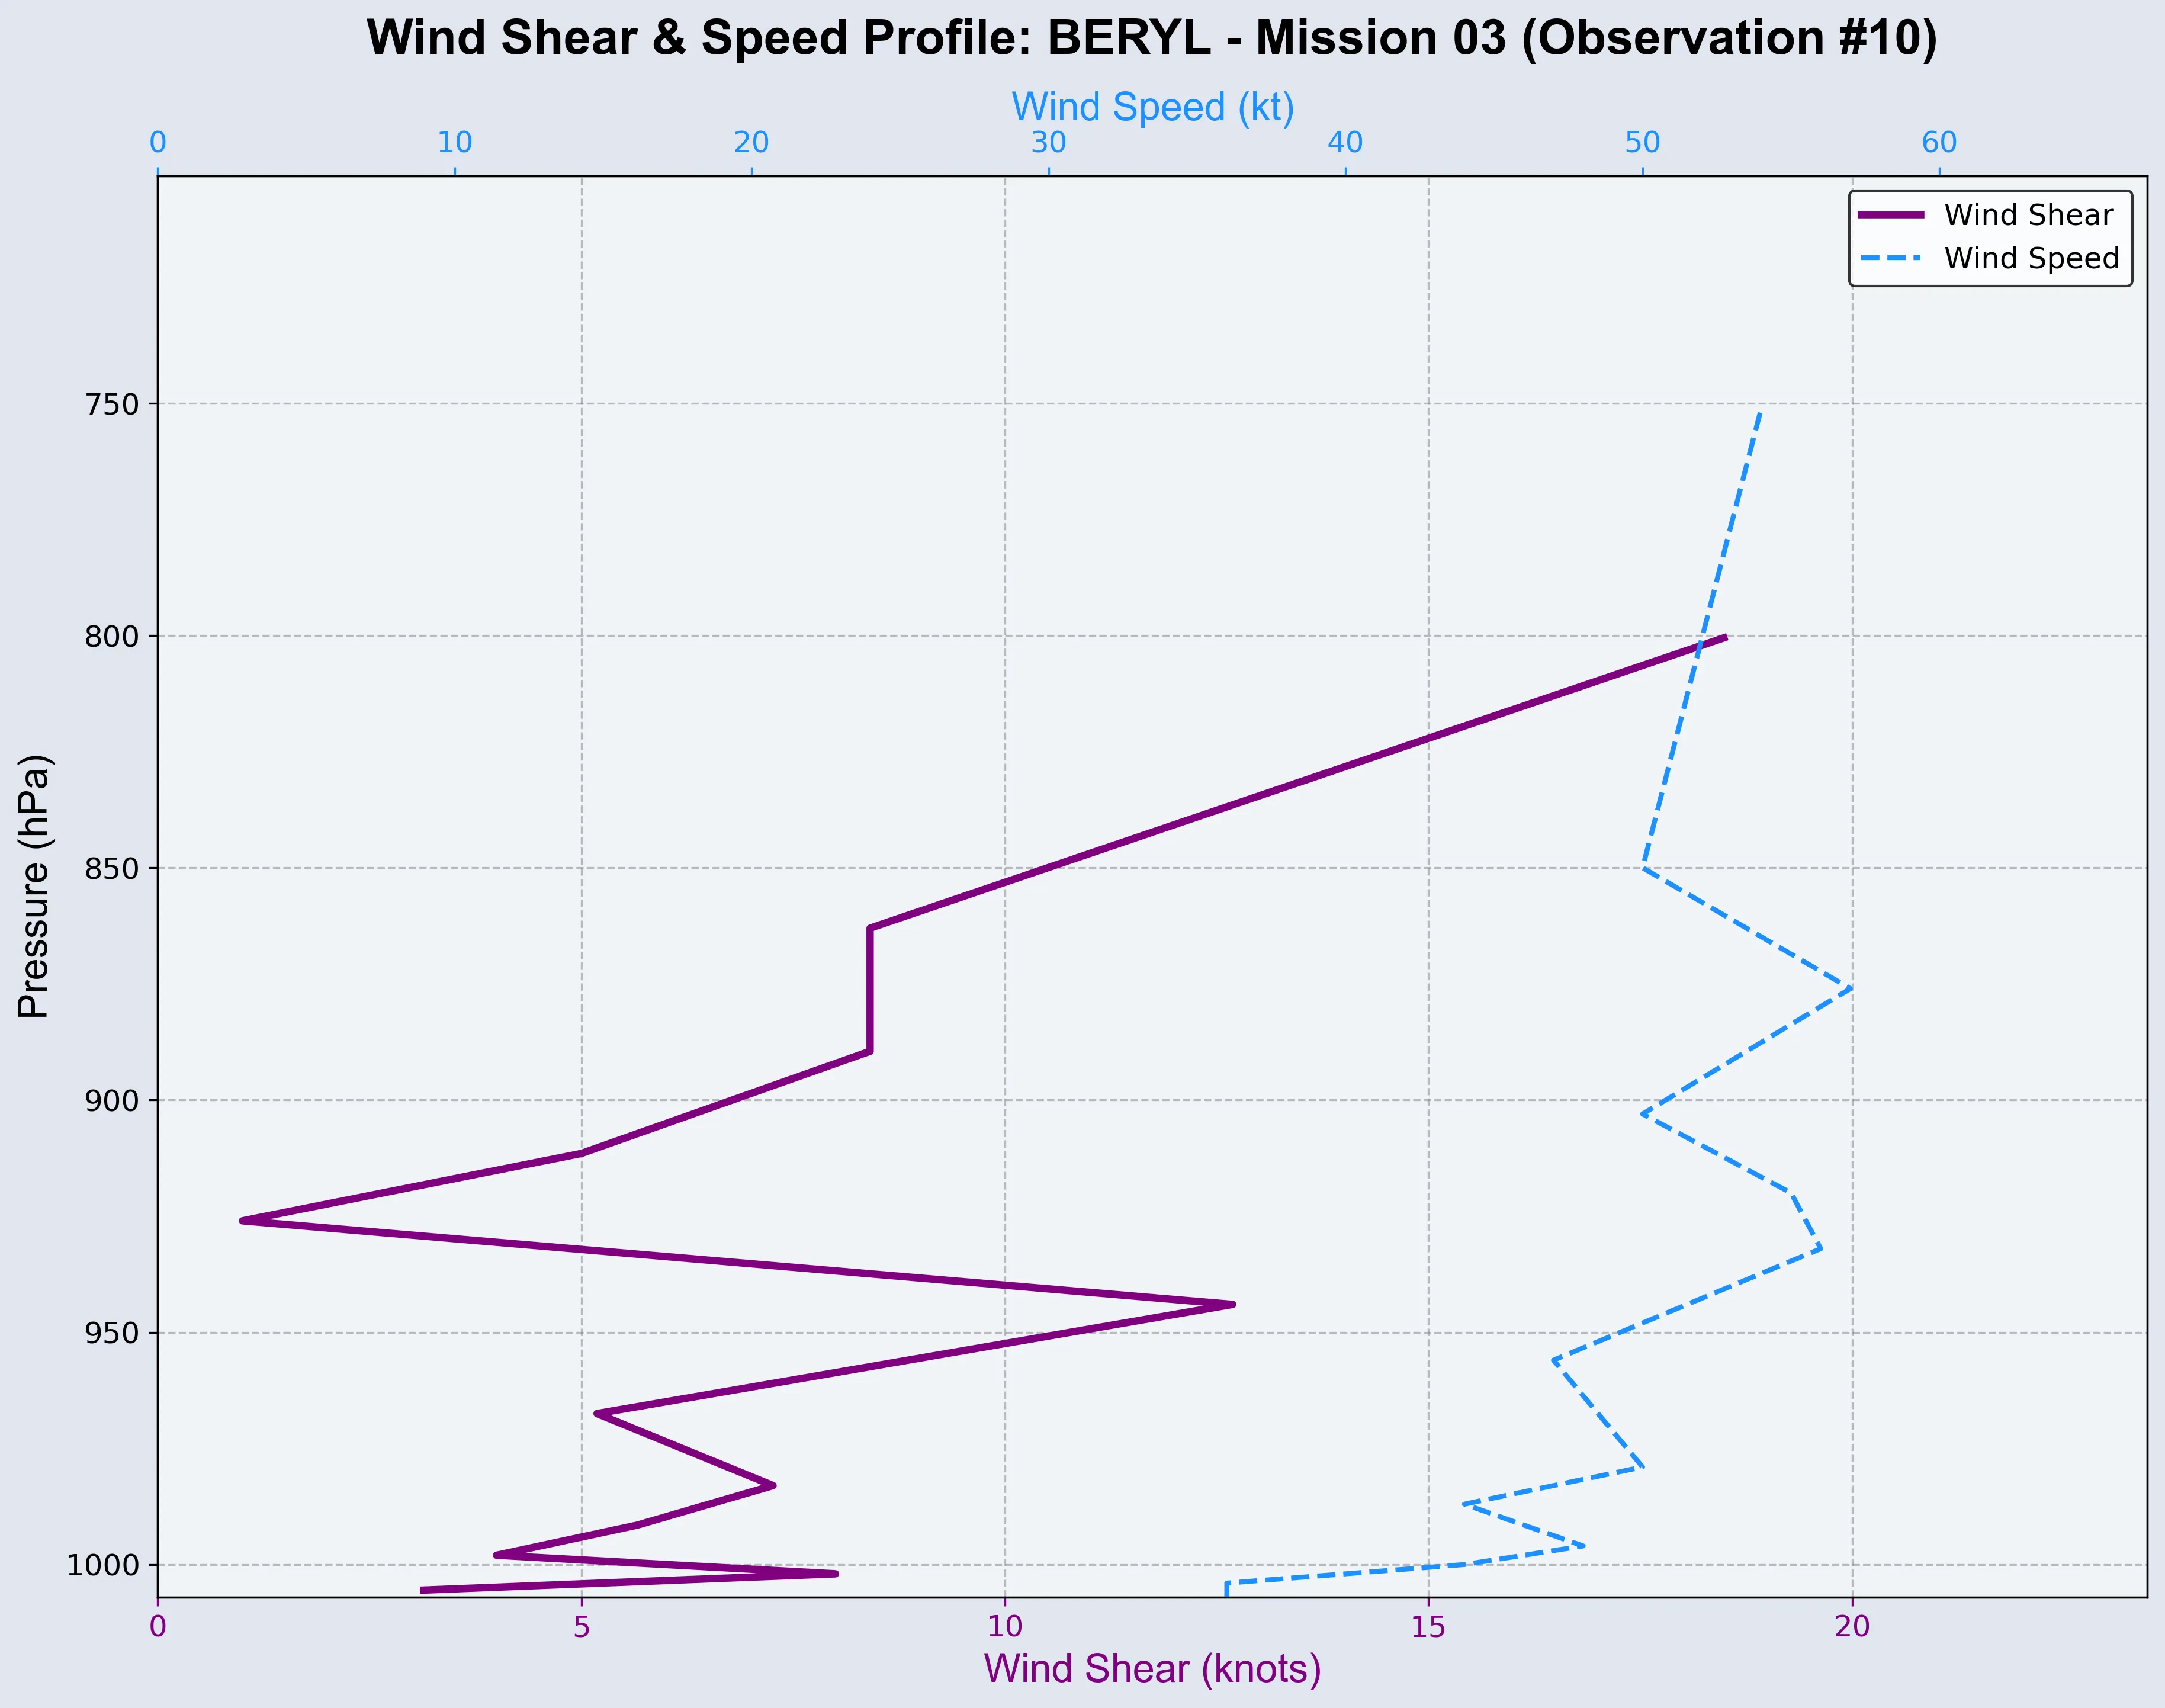 Wind Shear & Speed Profile: BERYL - Mission 03 (Observation #10)
Wind Speed (kt)
0 10 20 30 40 50 60
Wind Shear
Wind Speed
750
800
850
900
950
1000
Pressure (hPa)
0 5 10 15 20
Wind Shear (knots)